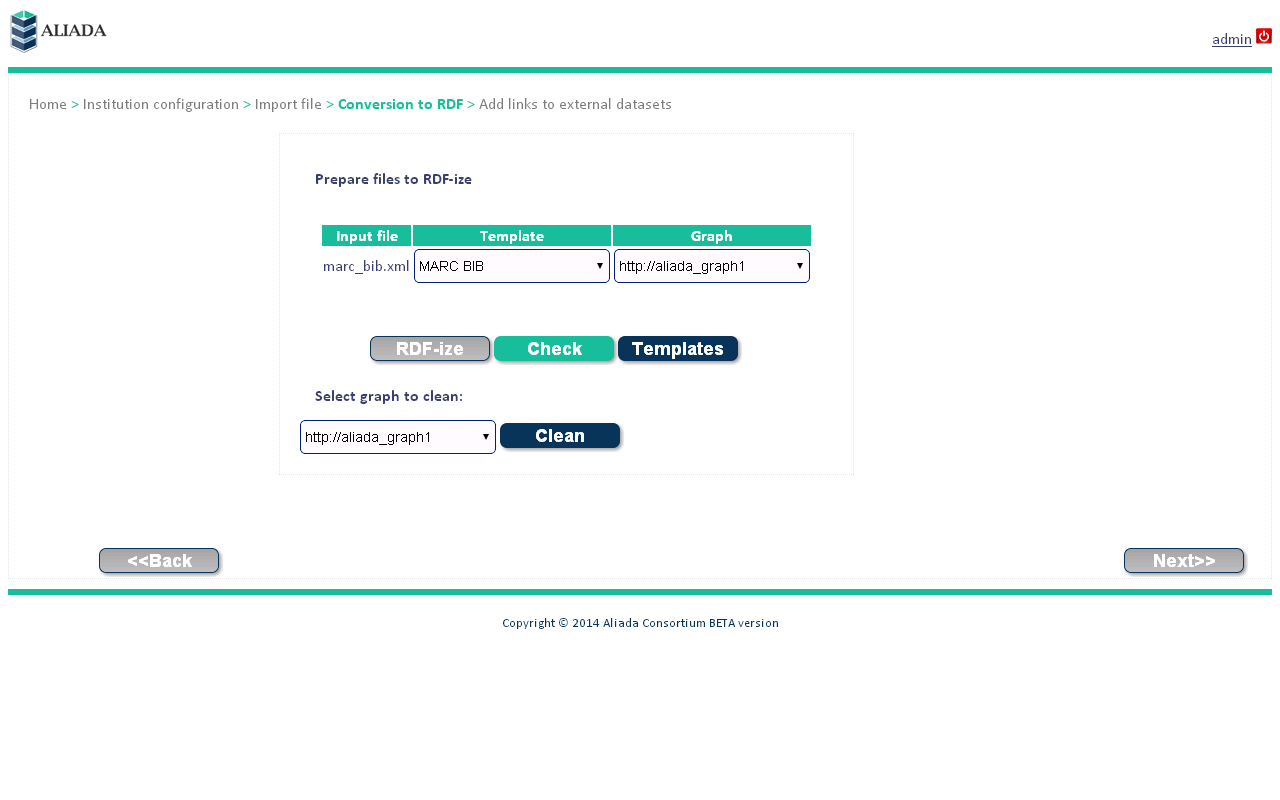 ALIADA
admin
Home > Institution configuration > Import file > Conversion to RDF > Add links to external datasets
Prepare files to RDF-ize
Input file Template Graph
marc_bib.xml MARC BIB http://aliada_graph1
RDF-ize Check Templates
Select graph to clean:
http://aliada_graph1 Clean
<<Back Next>>
Copyright © 2014 Aliada Consortium BETA version